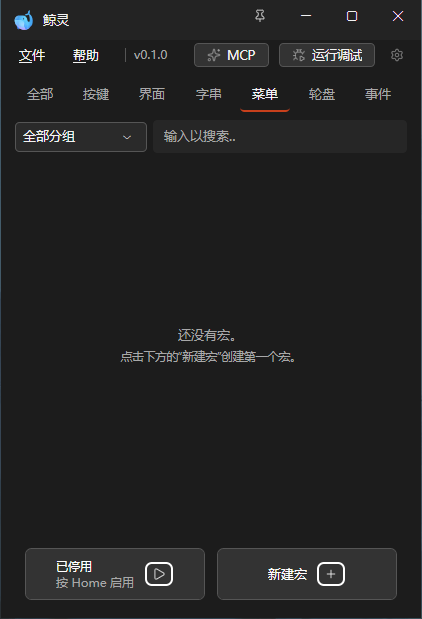 鲸灵
文件 帮助 v0.1.0 MCP 运行调试
全部 按键 界面 字串 菜单 轮盘 事件
全部分组 输入以搜索..
还没有宏。
点击下方的“新建宏”创建第一个宏。
已停用
按 Home 启用
新建宏